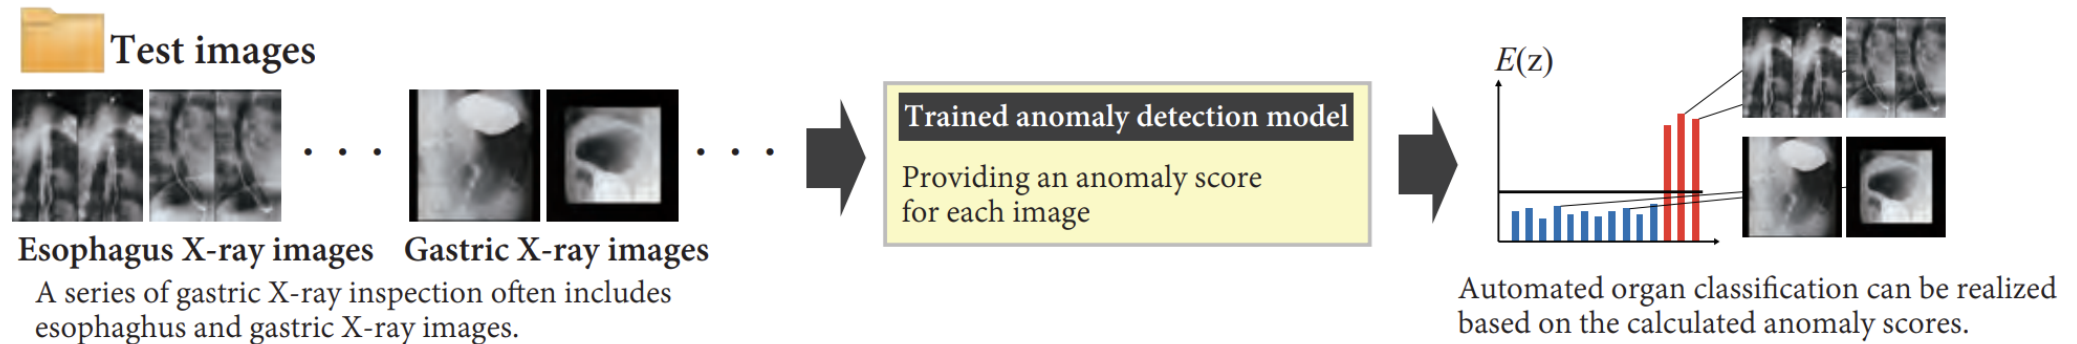 Test images
Esophagus X-ray images
Gastric X-ray images
A series of gastric X-ray inspection often includes
esophaghus and gastric X-ray images.
Trained anomaly detection model
Providing an anomaly score
for each image
E(z)
Automated organ classification can be realized
based on the calculated anomaly scores.